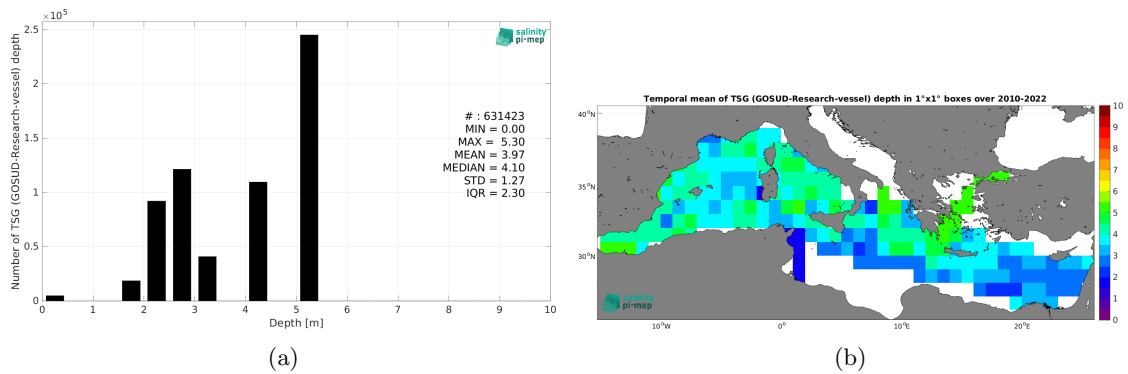 ×10⁵
2.5
2
1.5
1
0.5
0
0 1 2 3 4 5 6 7 8 9 10
Number of TSG (GOSUD-Research-vessel) depth
Depth [m]
salinity
pi-mep
# : 631423
MIN = 0.00
MAX = 5.30
MEAN = 3.97
MEDIAN = 4.10
STD = 1.27
IQR = 2.30
(a)
Temporal mean of TSG (GOSUD-Research-vessel) depth in 1°x1° boxes over 2010-2022
40°N
35°N
30°N
10°W 0° 10°E 20°E
salinity
pi-mep
10
9
8
7
6
5
4
3
2
1
0
(b)